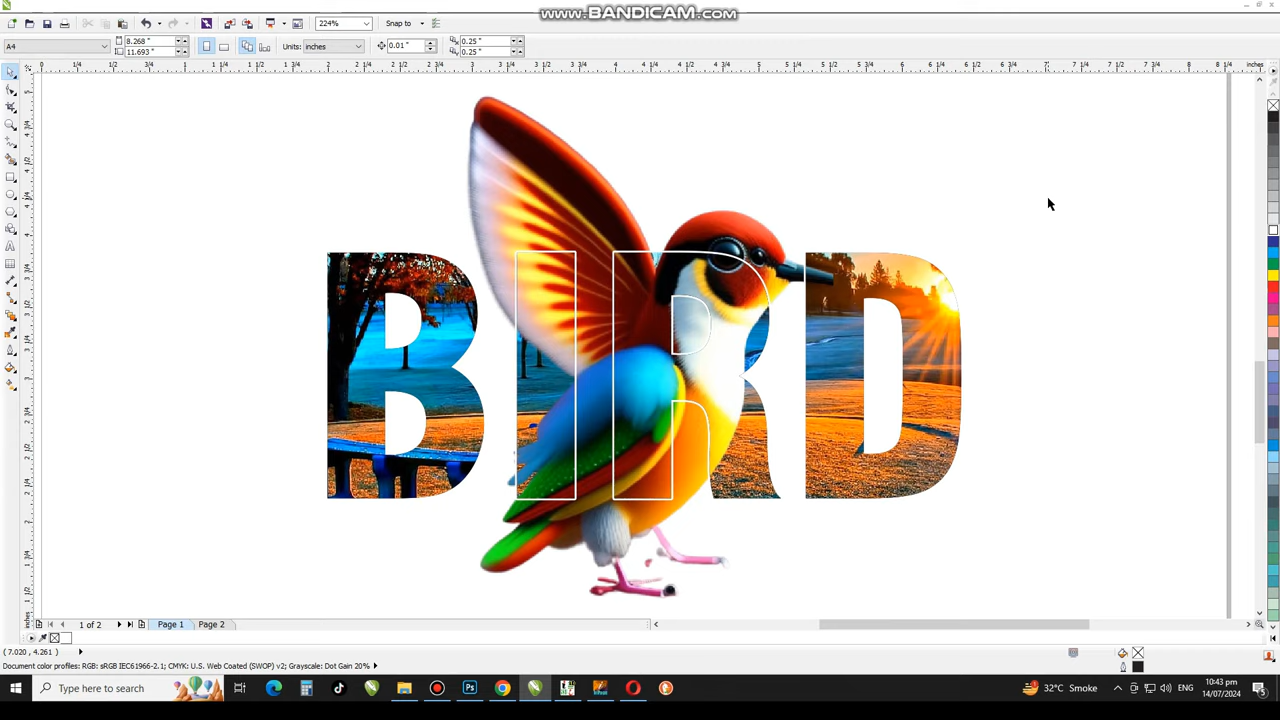 www.BANDICAM.com
224%
Snap to
A4
8.268 "
11.693 "
Units: inches
0.01 "
0.25 "
0.25 "
inches
BIRD
1 of 2
Page 1
Page 2
(7.020, 4.261)
Document color profiles: RGB: sRGB IEC61966-2.1; CMYK: U.S. Web Coated (SWOP) v2; Grayscale: Dot Gain 20%
Type here to search
Ps
32°C Smoke
ENG
10:43 pm
14/07/2024
5